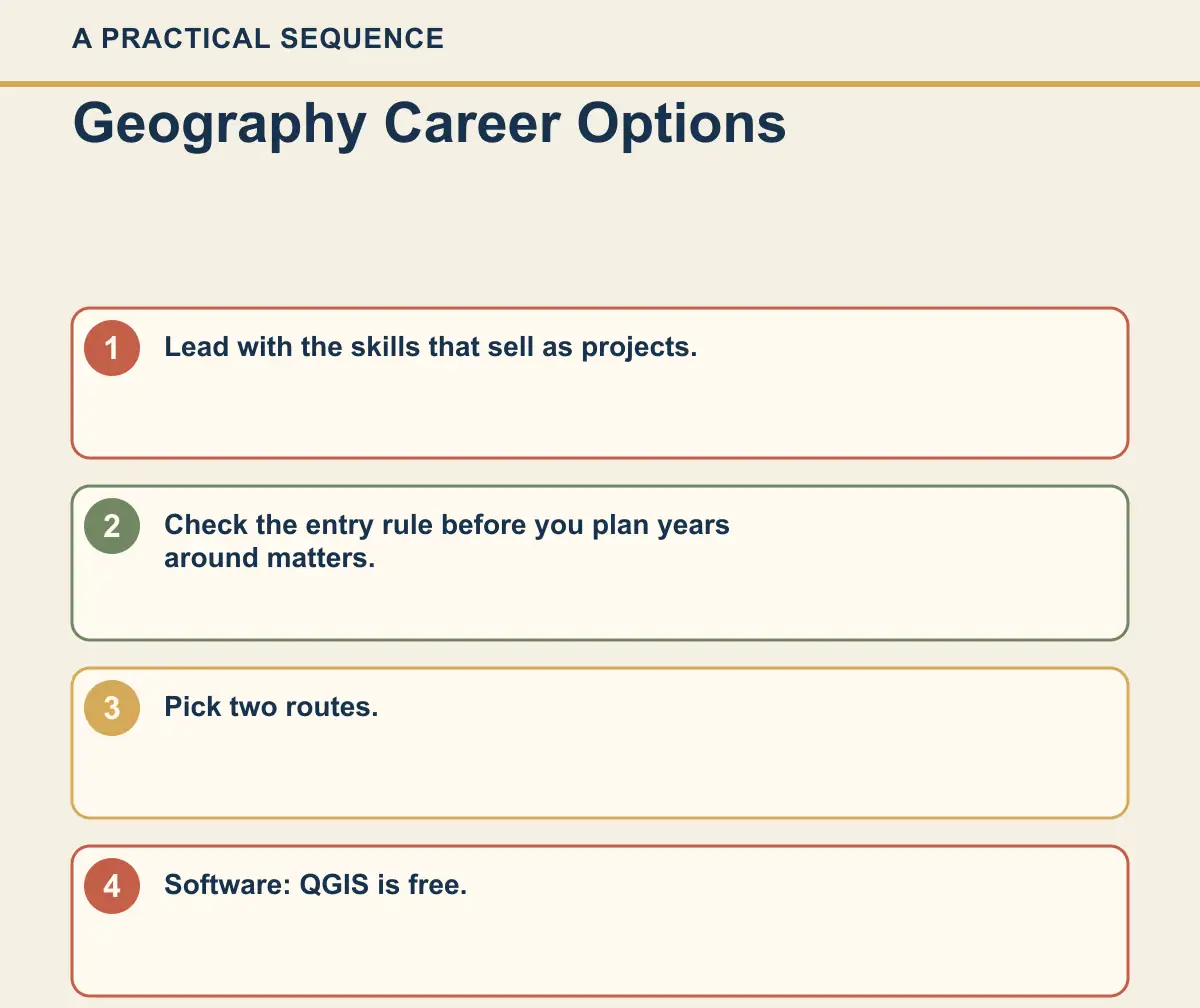 A PRACTICAL SEQUENCE
Geography Career Options
1
Lead with the skills that sell as projects.
2
Check the entry rule before you plan years
around matters.
3
Pick two routes.
4
Software: QGIS is free.